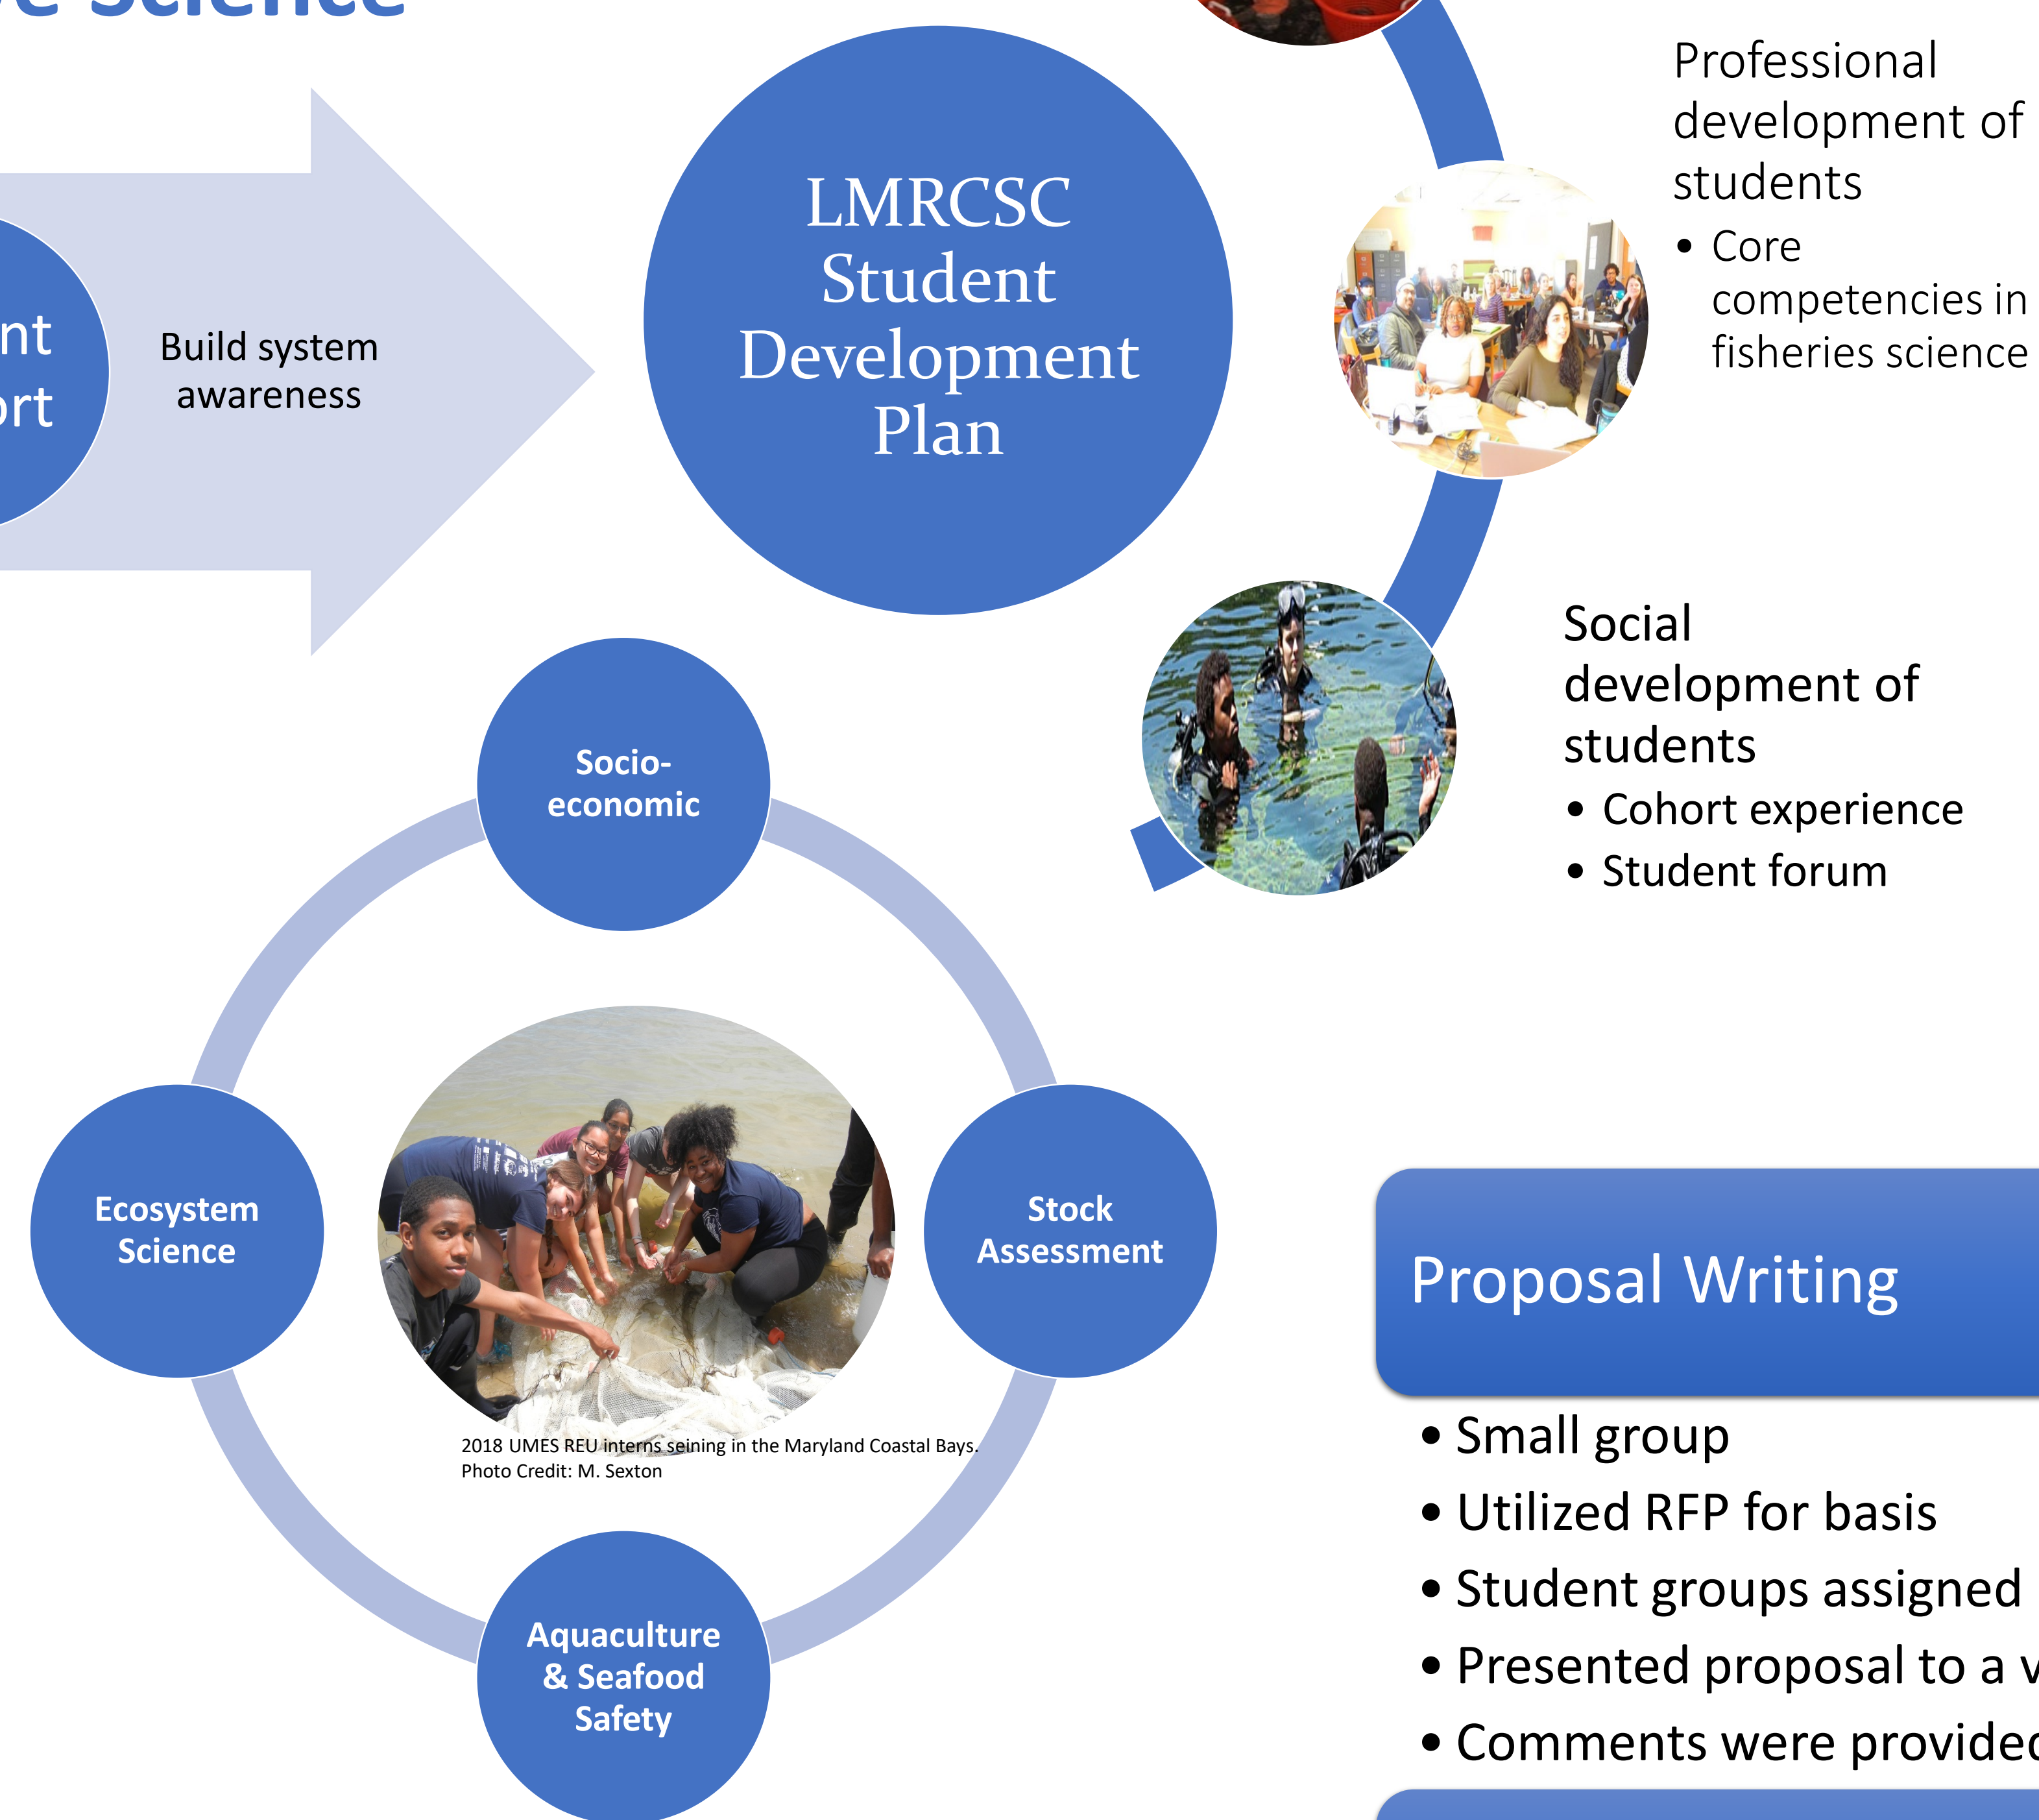 Science
Build system
awareness
LMRCSC
Student
Development
Plan
Professional
development of
students
• Core
competencies in
fisheries science
Social
development of
students
• Cohort experience
• Student forum
Socio-
economic
Ecosystem
Science
Stock
Assessment
Aquaculture
& Seafood
Safety
2018 UMES REU interns seining in the Maryland Coastal Bays.
Photo Credit: M. Sexton
Proposal Writing
• Small group
• Utilized RFP for basis
• Student groups assigned
• Presented proposal to a
• Comments were provided